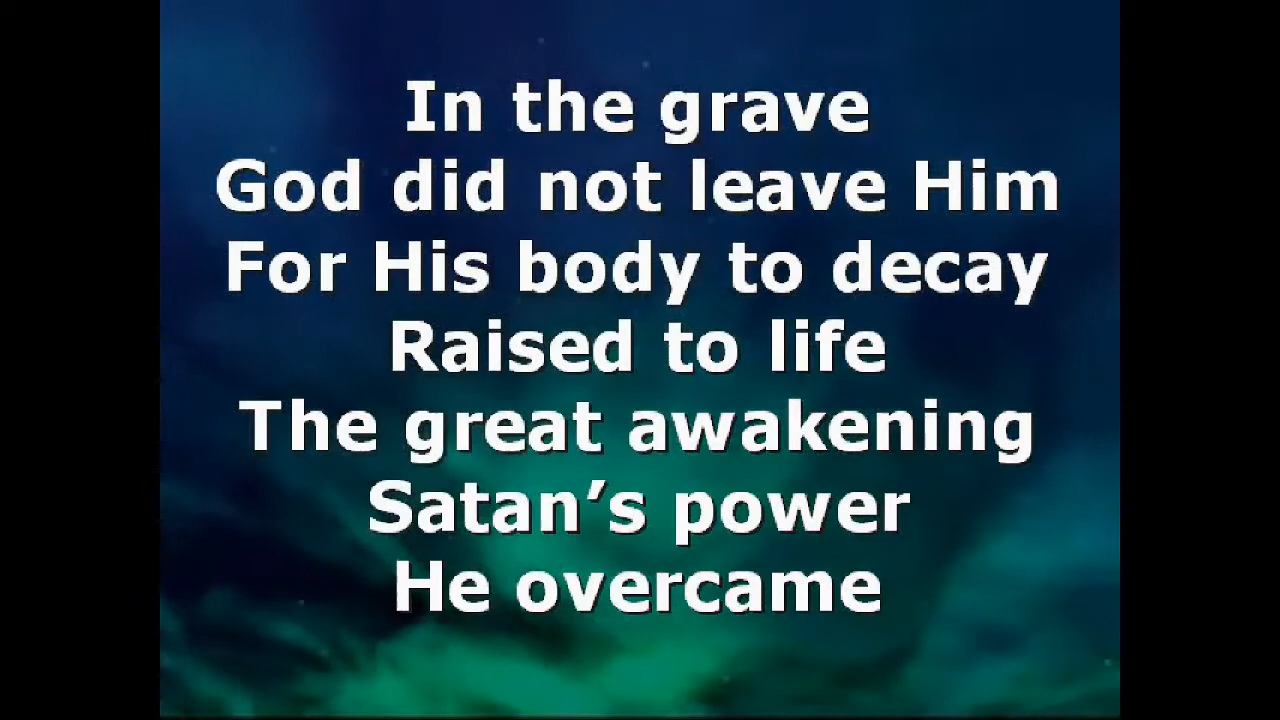 In the grave
God did not leave Him
For His body to decay
Raised to life
The great awakening
Satan’s power
He overcame